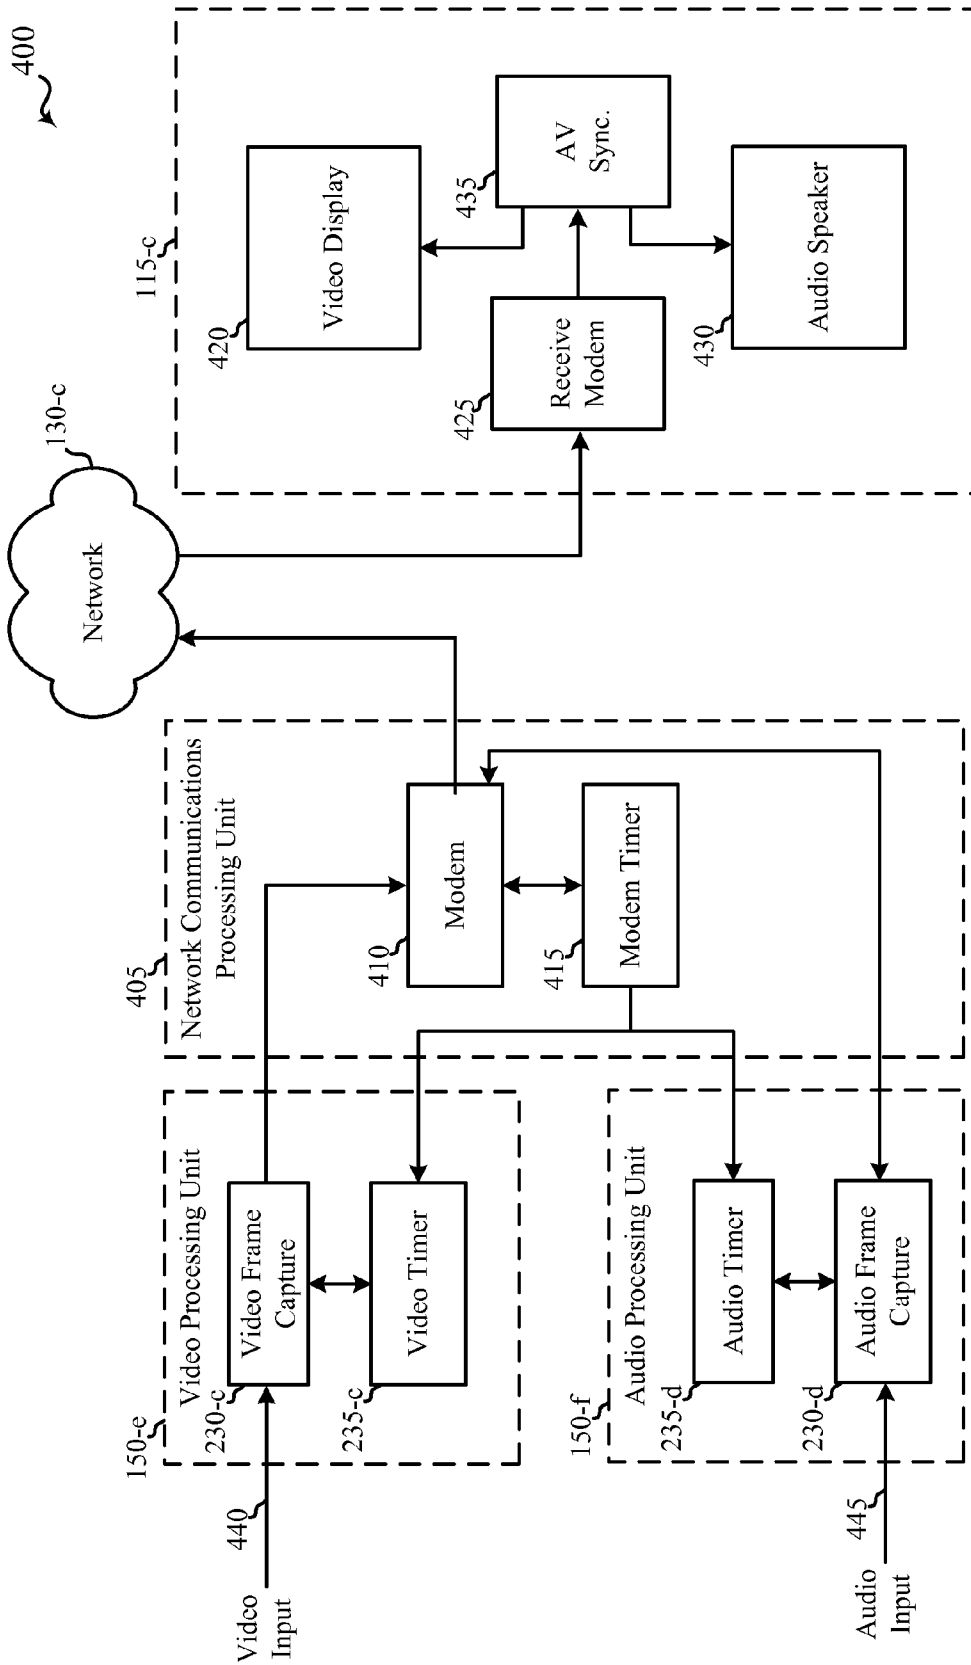 400
Video
Input
440
150-e
Video Processing Unit
230-c
Video Frame
Capture
235-c
Video Timer
Audio
Input
445
150-f
Audio Processing Unit
235-d
Audio Timer
230-d
Audio Frame
Capture
405
Network Communications
Processing Unit
410
Modem
415
Modem Timer
Network
130-c
115-c
420
Video Display
425
Receive
Modem
435
AV
Sync.
430
Audio Speaker